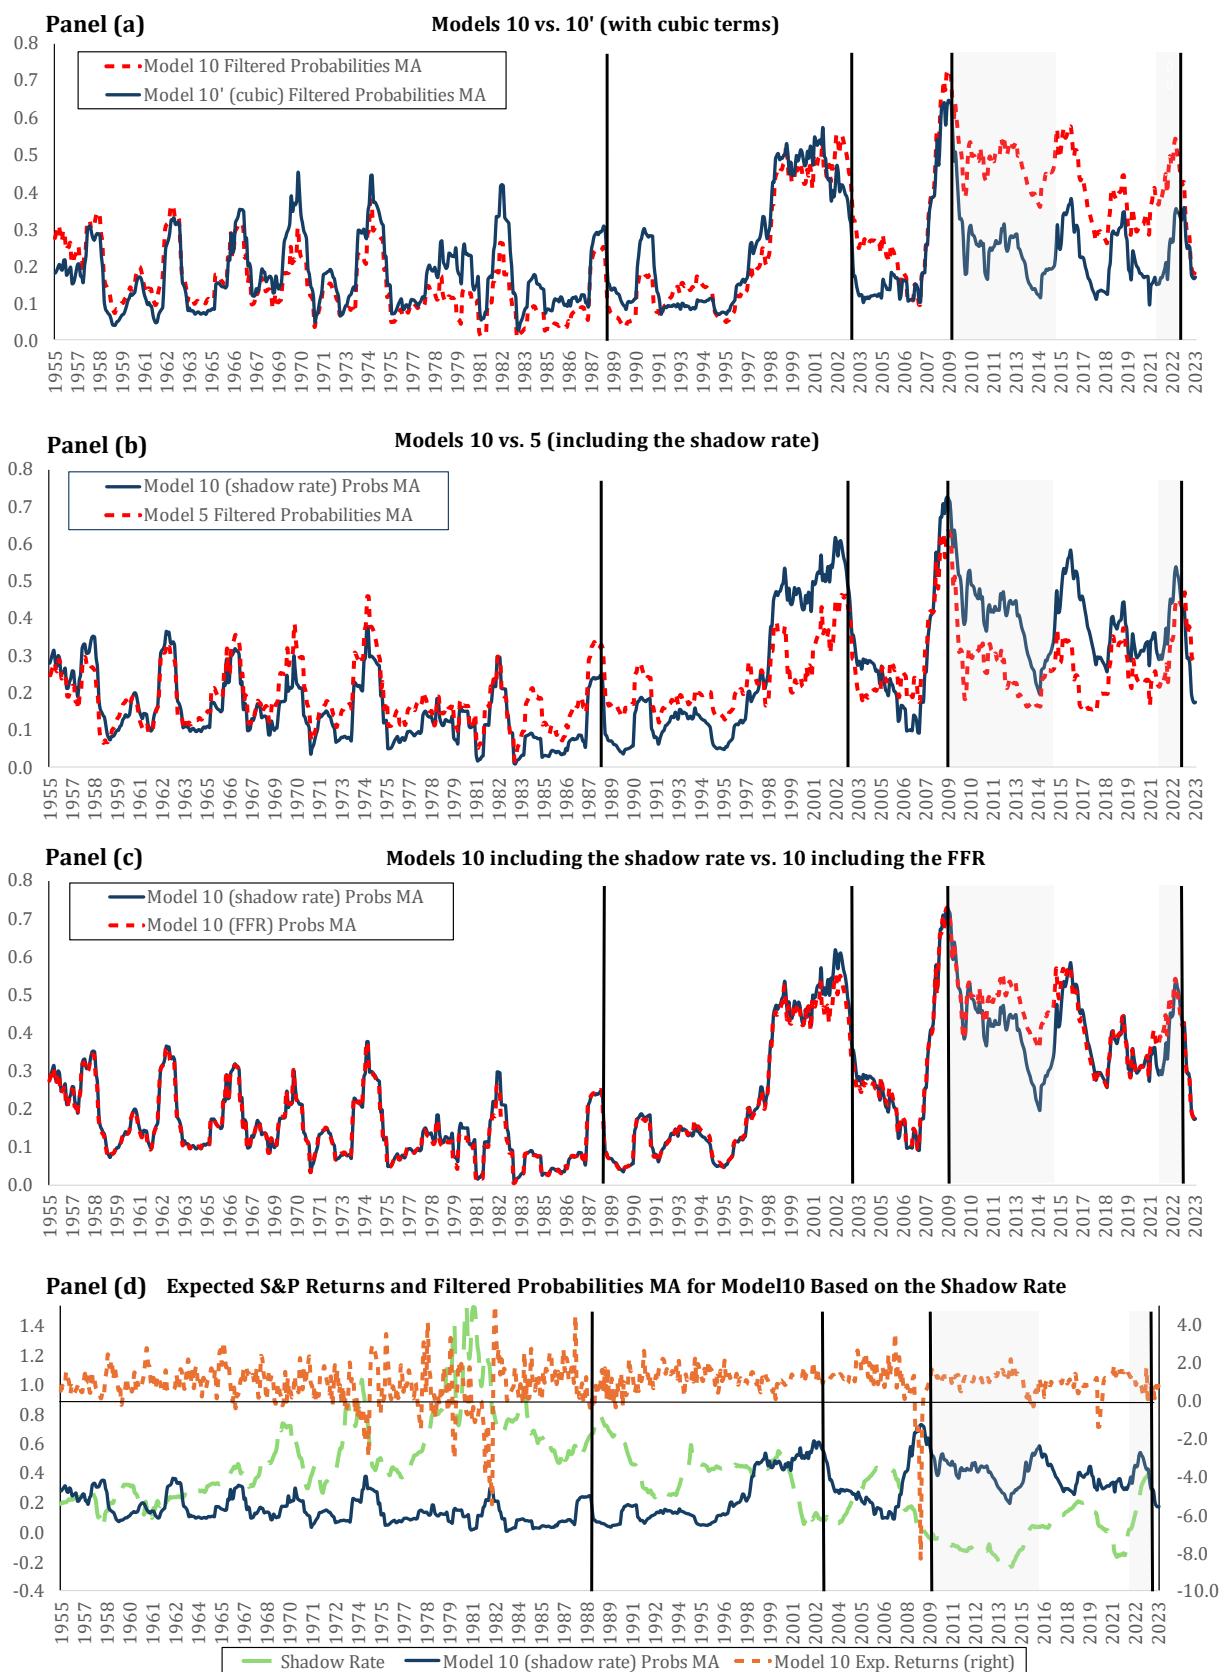 Panel (a)
Models 10 vs. 10' (with cubic terms)
Model 10 Filtered Probabilities MA
Model 10' (cubic) Filtered Probabilities MA
0.8
0.7
0.6
0.5
0.4
0.3
0.2
0.1
0.0
1955 1957 1958 1959 1961 1962 1963 1965 1966 1967 1969 1970 1971 1973 1974 1975 1977 1978 1979 1981 1982 1983 1985 1986 1987 1989 1990 1991 1993 1994 1995 1997 1998 1999 2001 2002 2003 2005 2006 2007 2009 2010 2011 2013 2014 2015 2017 2018 2019 2021 2022 2023
Panel (b)
Models 10 vs. 5 (including the shadow rate)
Model 10 (shadow rate) Probs MA
Model 5 Filtered Probabilities MA
0.8
0.7
0.6
0.5
0.4
0.3
0.2
0.1
0.0
1955 1957 1958 1959 1961 1962 1963 1965 1966 1967 1969 1970 1971 1973 1974 1975 1977 1978 1979 1981 1982 1983 1985 1986 1987 1989 1990 1991 1993 1994 1995 1997 1998 1999 2001 2002 2003 2005 2006 2007 2009 2010 2011 2013 2014 2015 2017 2018 2019 2021 2022 2023
Panel (c)
Models 10 including the shadow rate vs. 10 including the FFR
Model 10 (shadow rate) Probs MA
Model 10 (FFR) Probs MA
0.8
0.7
0.6
0.5
0.4
0.3
0.2
0.1
0.0
1955 1957 1958 1959 1961 1962 1963 1965 1966 1967 1969 1970 1971 1973 1974 1975 1977 1978 1979 1981 1982 1983 1985 1986 1987 1989 1990 1991 1993 1994 1995 1997 1998 1999 2001 2002 2003 2005 2006 2007 2009 2010 2011 2013 2014 2015 2017 2018 2019 2021 2022 2023
Panel (d) Expected S&P Returns and Filtered Probabilities MA for Model10 Based on the Shadow Rate
1.4 4.0
1.2 2.0
1.0 0.0
0.8 -2.0
0.6 -4.0
0.4 -6.0
0.2 -8.0
0.0 -10.0
-0.2
-0.4
1955 1957 1958 1960 1961 1962 1964 1965 1967 1968 1970 1971 1972 1974 1975 1977 1978 1979 1981 1982 1984 1985 1986 1988 1989 1991 1992 1993 1995 1996 1998 1999 2001 2002 2003 2005 2006 2008 2009 2010 2012 2013 2015 2016 2017 2019 2020 2022 2023
Shadow Rate Model 10 (shadow rate) Probs MA Model 10 Exp. Returns (right)